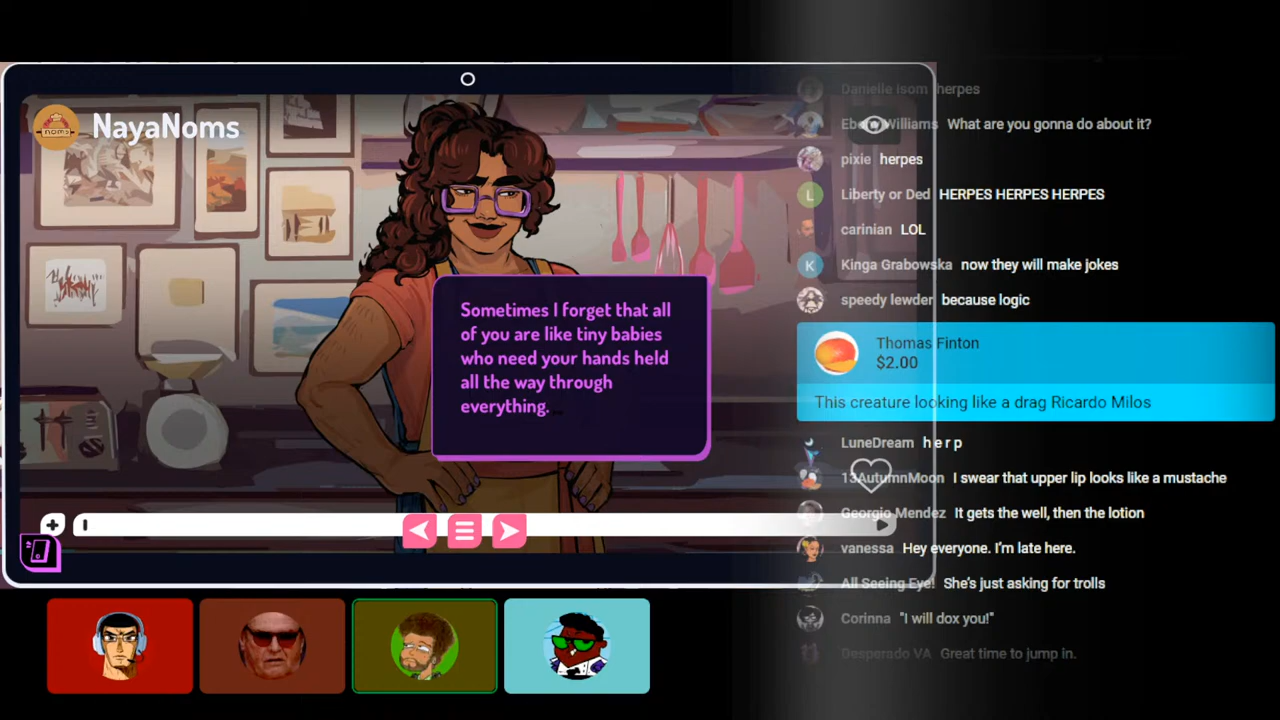 noms
NayaNoms
Sometimes I forget that all
of you are like tiny babies
who need your hands held
all the way through
everything.
Danielle Isom herpes
Williams What are you gonna do about it?
pixie herpes
L Liberty or Ded HERPES HERPES HERPES
carinian LOL
K Kinga Grabowska now they will make jokes
speedy lewder because logic
Thomas Finton
$2.00
This creature looking like a drag Ricardo Milos
LuneDream h e r p
13AutumnMoon I swear that upper lip looks like a mustache
Georgio Mendez It gets the well, then the lotion
vanessa Hey everyone. I'm late here.
All Seeing Eye! She's just asking for trolls
Corinna "I will dox you!"
Desperado VA Great time to jump in.